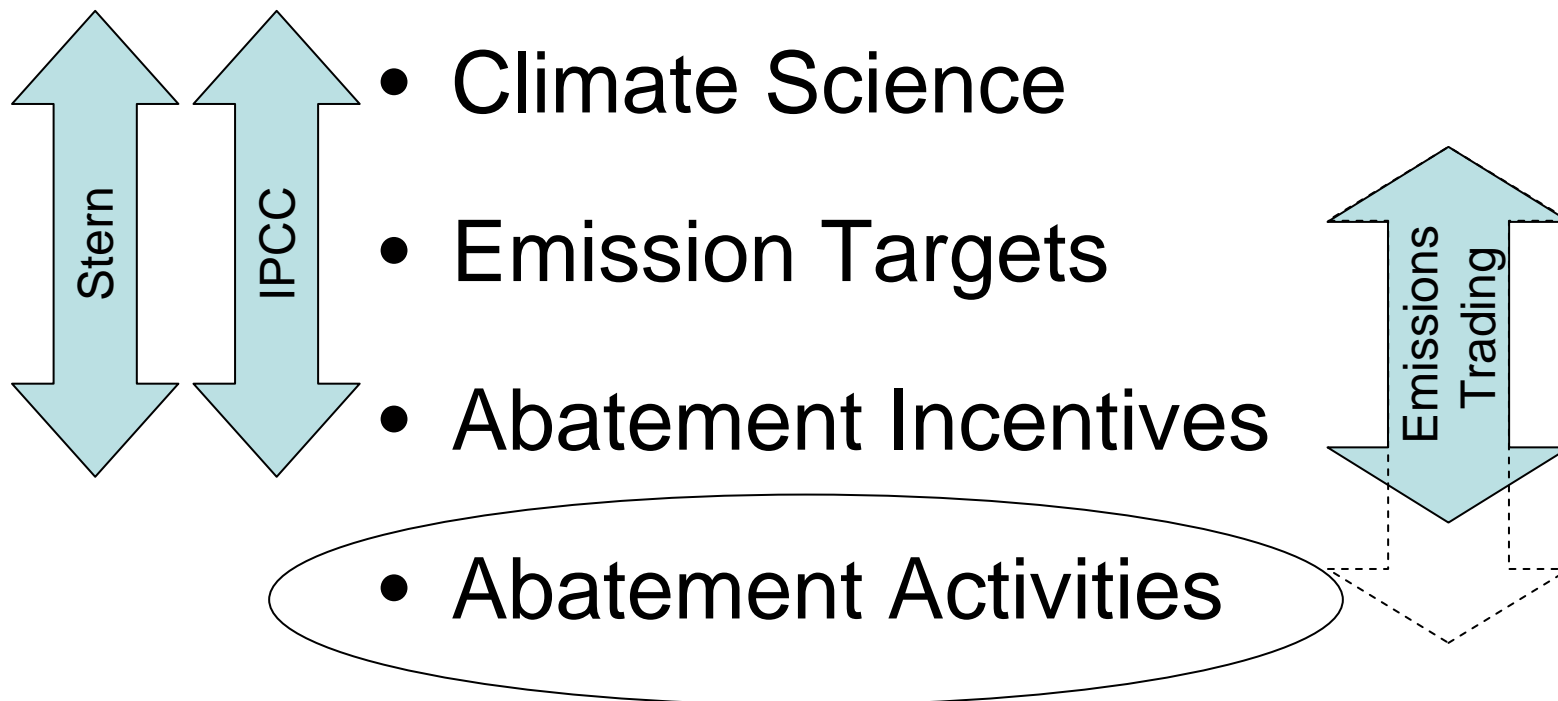 Stern
IPCC
• Climate Science
• Emission Targets
• Abatement Incentives
• Abatement Activities
Emissions
Trading